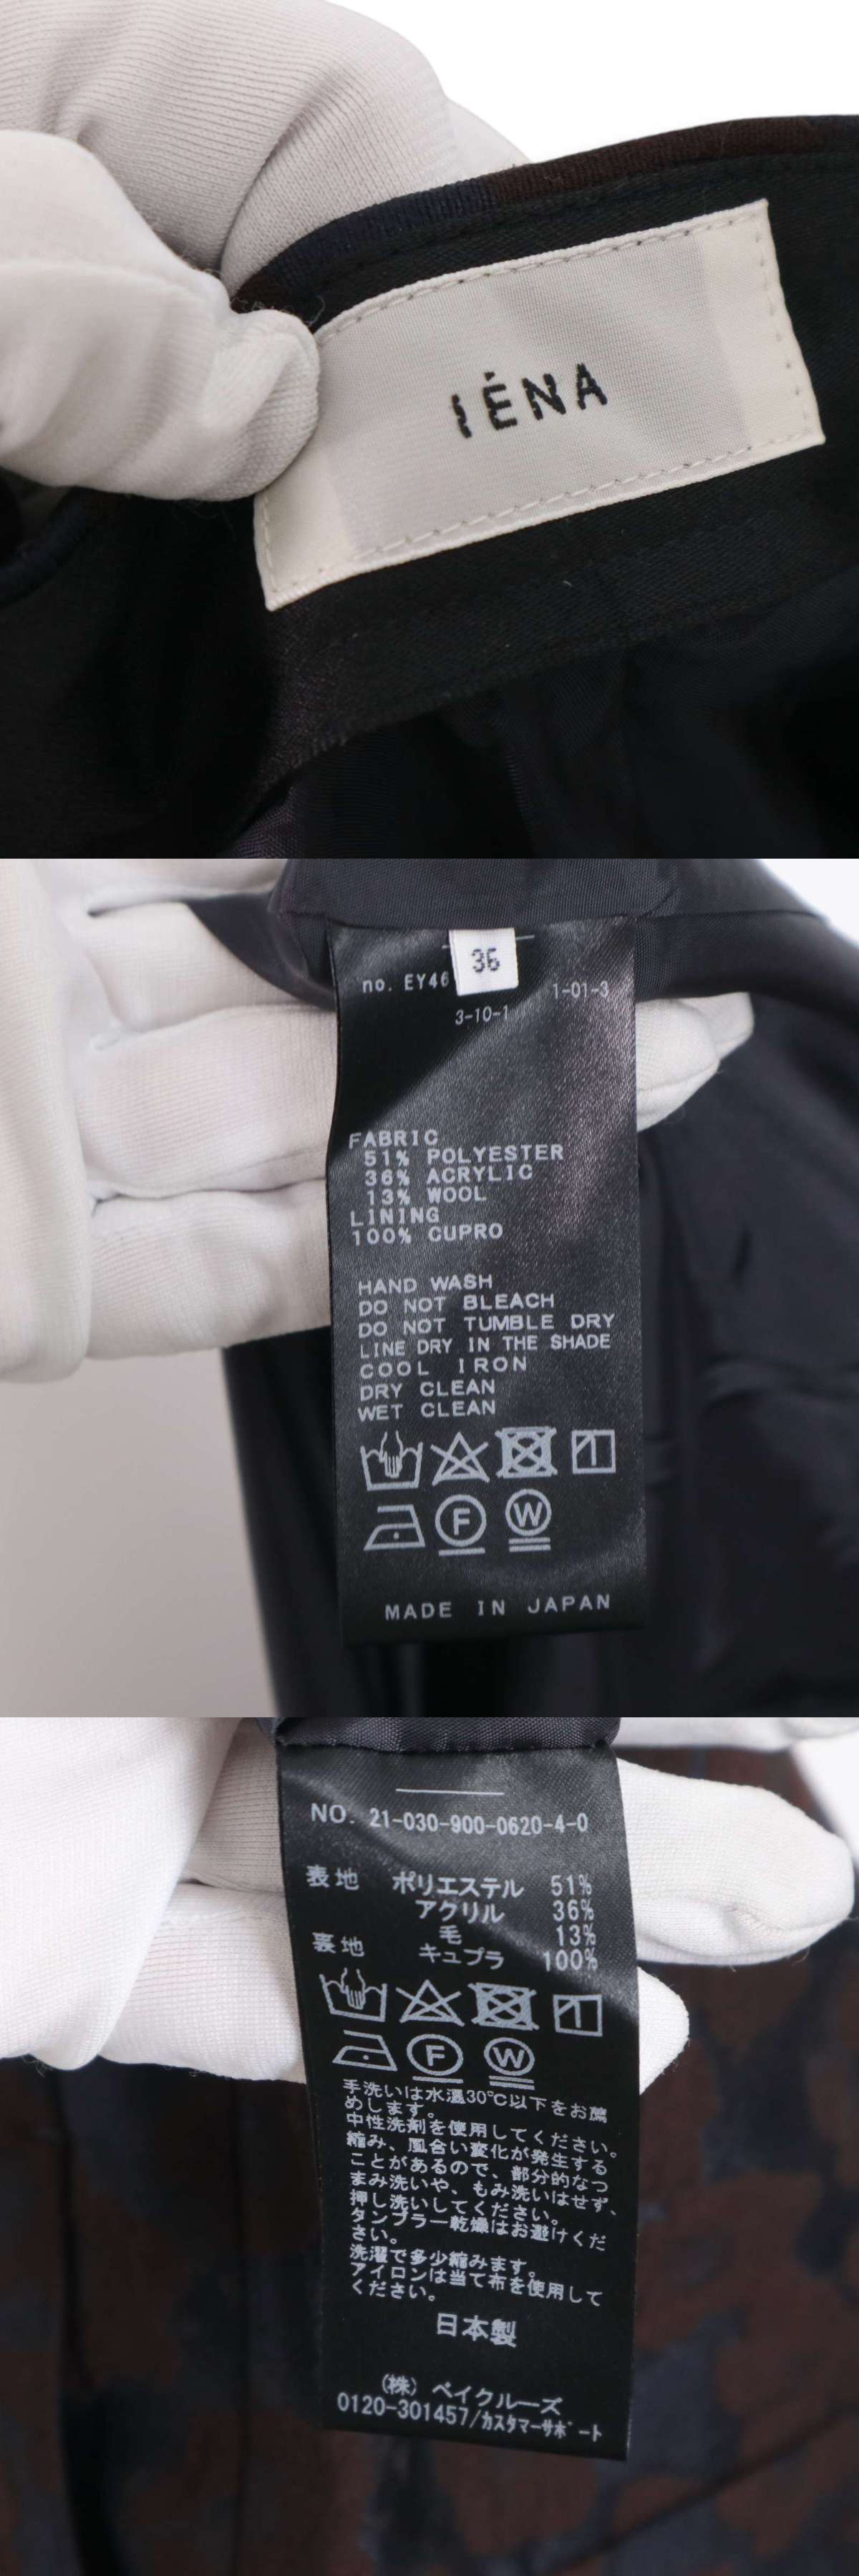 IÉNA
36
no. EY46 1-01-3
3-10-1
FABRIC
51% POLYESTER
36% ACRYLIC
13% WOOL
LINING
100% CUPRO
HAND WASH
DO NOT BLEACH
DO NOT TUMBLE DRY
LINE DRY IN THE SHADE
COOL IRON
DRY CLEAN
WET CLEAN
F W
MADE IN JAPAN
NO. 21-030-900-0620-4-0
表地 ポリエステル 51%
アクリル 36%
毛 13%
裏地 キュプラ 100%
F W
手洗いは水温30℃以下をお薦
めします。
中性洗剤を使用してください。
縮み、風合い変化が発生する
ことがあるので、部分的なつ
まみ洗いや、もみ洗いはせず、
押し洗いしてください。
タンブラー乾燥はお避けくだ
さい。
洗濯で多少縮みます。
アイロンは当て布を使用して
ください。
日本製
(株) ベイクルーズ
0120-301457/カスタマーサポート